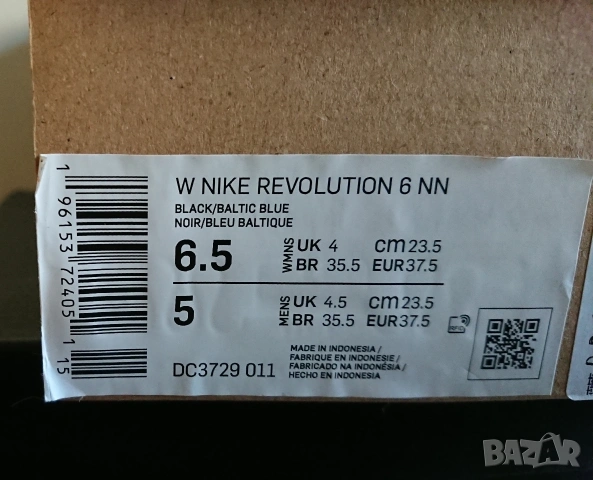 W NIKE REVOLUTION 6 NN
BLACK/BALTIC BLUE
NOIR/BLEU BALTIQUE
6.5 WMNS UK 4 CM 23.5
BR 35.5 EUR 37.5
5 MENS UK 4.5 CM 23.5
BR 35.5 EUR 37.5
RFID
DC3729 011
MADE IN INDONESIA /
FABRIQUE EN INDONESIE /
FABRICADO NA INDONÉSIA /
HECHO EN INDONESIA
1 96153 72405 1 15
BAZAR